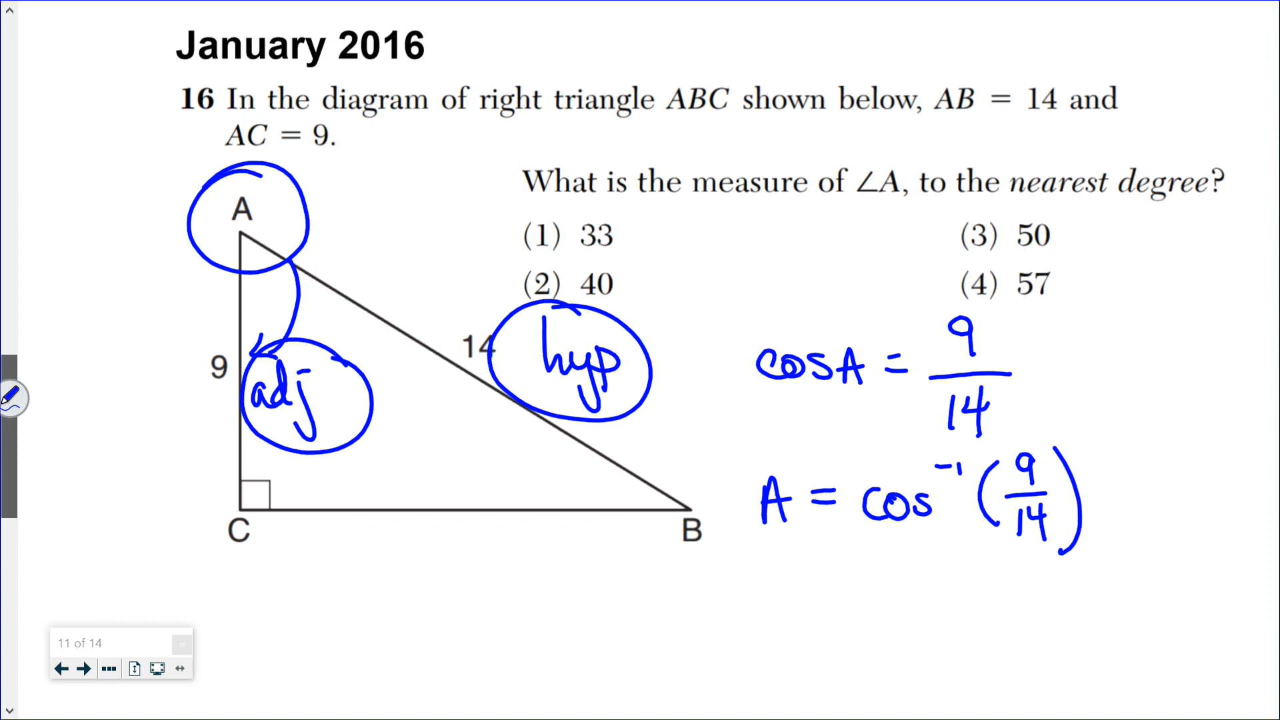 January 2016
16 In the diagram of right triangle ABC shown below, AB = 14 and
AC = 9.
What is the measure of ∠A, to the nearest degree?
(1) 33
(3) 50
(2) 40
(4) 57
A
9
adj
14
hyp
C
B
cosA = 9/14
A = cos⁻¹ (9/14)
11 of 14